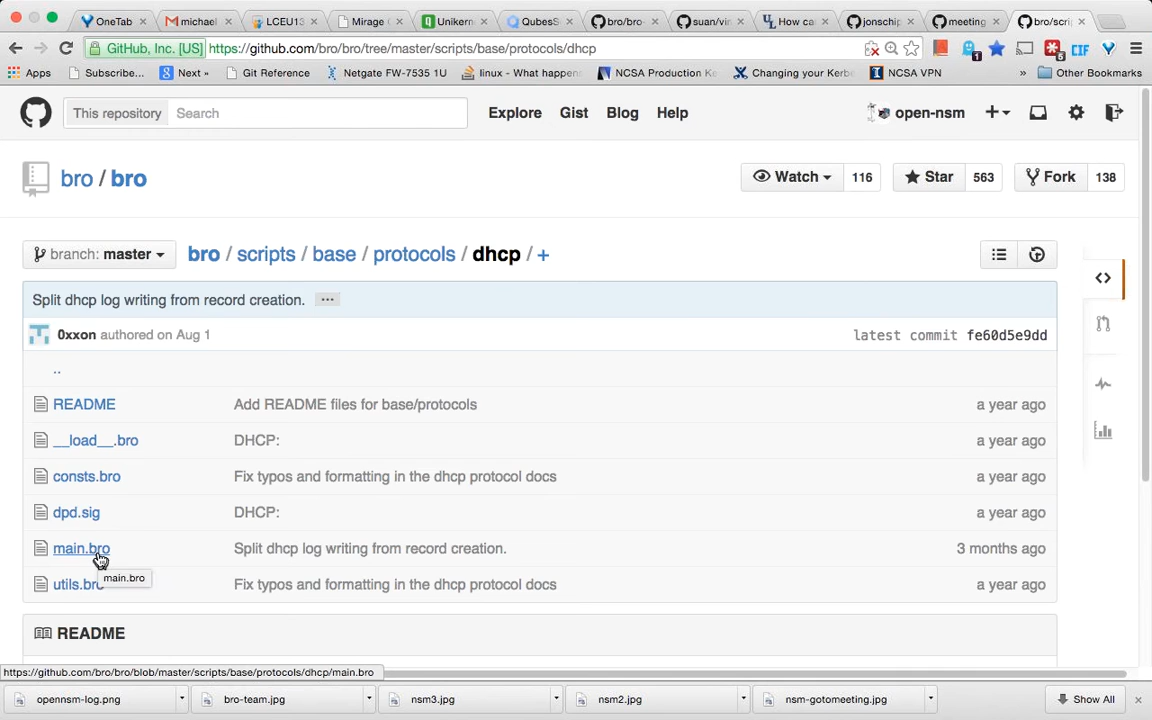 OneTab
michael
LCEU13
Mirage C
Unikern
QubesS
bro/bro
suan/vim
How can
jonschip
meeting
bro/scri
GitHub, Inc. [US] https://github.com/bro/bro/tree/master/scripts/base/protocols/dhcp
Apps Subscribe... Next » Git Reference Netgate FW-7535 1U linux - What happen NCSA Production Ke Changing your Kerbe NCSA VPN » Other Bookmarks
This repository Search Explore Gist Blog Help open-nsm
bro / bro Watch 116 Star 563 Fork 138
branch: master bro / scripts / base / protocols / dhcp / +
Split dhcp log writing from record creation. ...
0xxon authored on Aug 1 latest commit fe60d5e9dd
..
README Add README files for base/protocols a year ago
__load__.bro DHCP: a year ago
consts.bro Fix typos and formatting in the dhcp protocol docs a year ago
dpd.sig DHCP: a year ago
main.bro Split dhcp log writing from record creation. 3 months ago
main.bro
utils.bro Fix typos and formatting in the dhcp protocol docs a year ago
README
https://github.com/bro/bro/blob/master/scripts/base/protocols/dhcp/main.bro
opennsm-log.png bro-team.jpg nsm3.jpg nsm2.jpg nsm-gotomeeting.jpg Show All